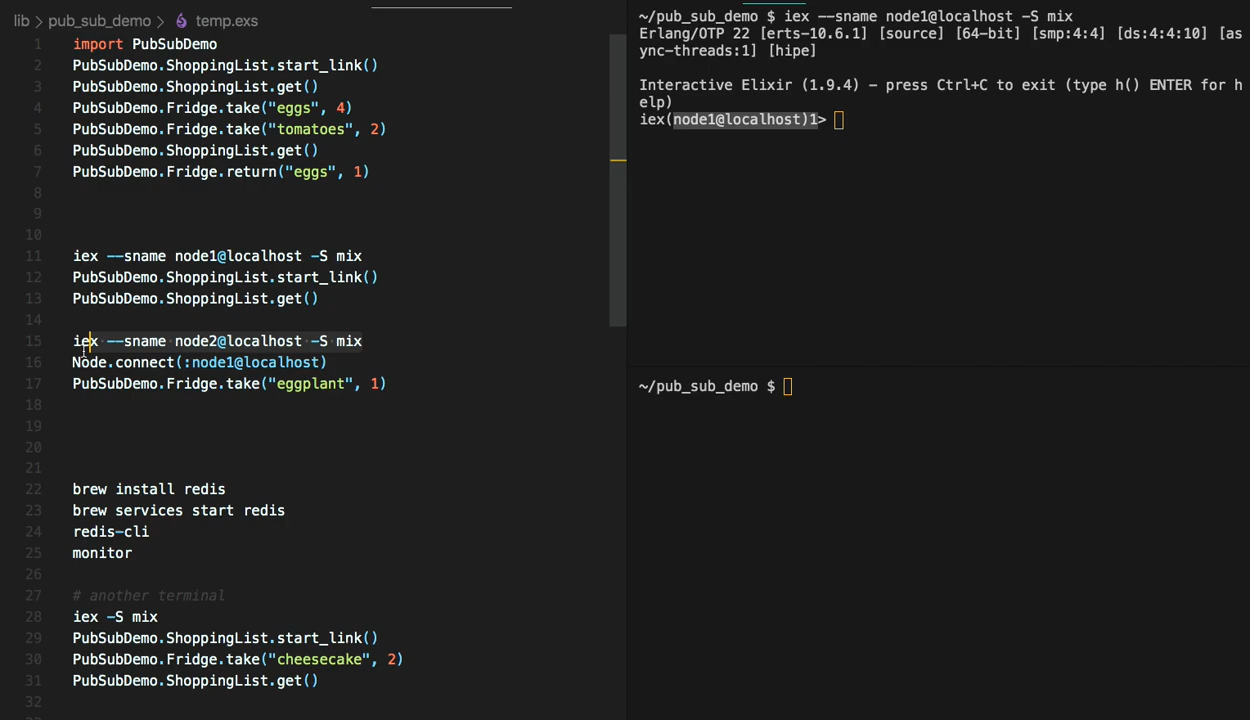 lib > pub_sub_demo > temp.exs
1 import PubSubDemo
2 PubSubDemo.ShoppingList.start_link()
3 PubSubDemo.ShoppingList.get()
4 PubSubDemo.Fridge.take("eggs", 4)
5 PubSubDemo.Fridge.take("tomatoes", 2)
6 PubSubDemo.ShoppingList.get()
7 PubSubDemo.Fridge.return("eggs", 1)
8
9
10
11 iex --sname node1@localhost -S mix
12 PubSubDemo.ShoppingList.start_link()
13 PubSubDemo.ShoppingList.get()
14
15 iex --sname node2@localhost -S mix
16 Node.connect(:node1@localhost)
17 PubSubDemo.Fridge.take("eggplant", 1)
18
19
20
21
22 brew install redis
23 brew services start redis
24 redis-cli
25 monitor
26
27 # another terminal
28 iex -S mix
29 PubSubDemo.ShoppingList.start_link()
30 PubSubDemo.Fridge.take("cheesecake", 2)
31 PubSubDemo.ShoppingList.get()
32
~/pub_sub_demo $ iex --sname node1@localhost -S mix
Erlang/OTP 22 [erts-10.6.1] [source] [64-bit] [smp:4:4] [ds:4:4:10] [as
ync-threads:1] [hipe]
Interactive Elixir (1.9.4) - press Ctrl+C to exit (type h() ENTER for h
elp)
iex(node1@localhost)1>
~/pub_sub_demo $